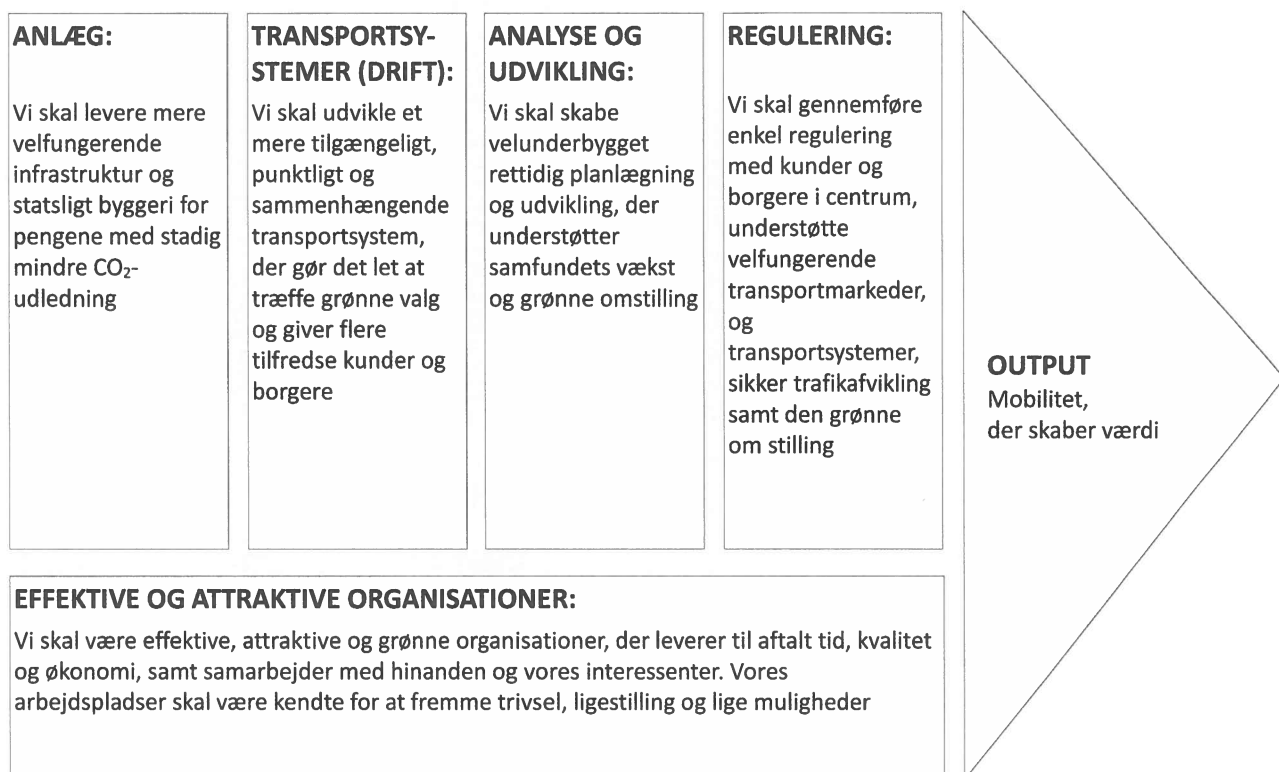 ANLÆG:
Vi skal levere mere
velfungerende
infrastruktur og
statsligt byggeri for
pengene med stadig
mindre CO₂-
udledning
TRANSPORTSY-
STEMER (DRIFT):
Vi skal udvikle et
mere tilgængeligt,
punktligt og
sammenhængende
transportsystem,
der gør det let at
træffe grønne valg
og giver flere
tilfredse kunder og
borgere
ANALYSE OG
UDVIKLING:
Vi skal skabe
velunderbygget
rettidig planlægning
og udvikling, der
understøtter
samfundets vækst
og grønne omstilling
REGULERING:
Vi skal gennemføre
enkel regulering
med kunder og
borgere i centrum,
understøtte
velfungerende
transportmarkeder,
og
transportsystemer,
sikker trafikafvikling
samt den grønne
om stilling
OUTPUT
Mobilitet,
der skaber værdi
EFFEKTIVE OG ATTRAKTIVE ORGANISATIONER:
Vi skal være effektive, attraktive og grønne organisationer, der leverer til aftalt tid, kvalitet
og økonomi, samt samarbejder med hinanden og vores interessenter. Vores
arbejdspladser skal være kendte for at fremme trivsel, ligestilling og lige muligheder